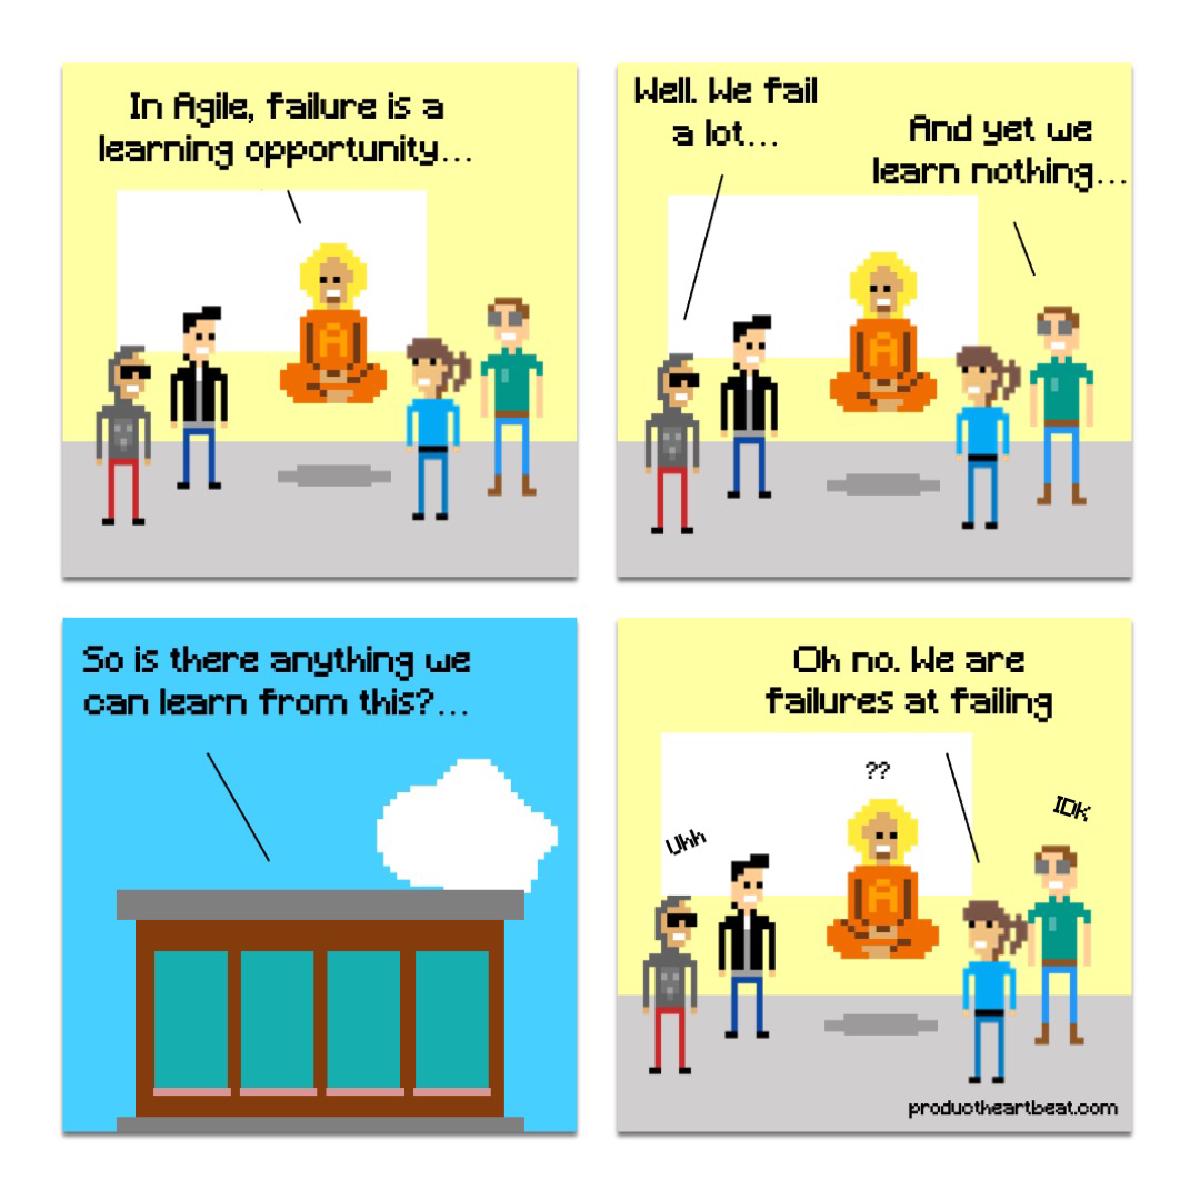 In Agile, failure is a
learning opportunity...
Well. We fail
a lot...
And yet we
learn nothing...
So is there anything we
can learn from this?...
Oh no. We are
failures at failing
??
Uhh
IDK
A
A
A
productheartbeat.com